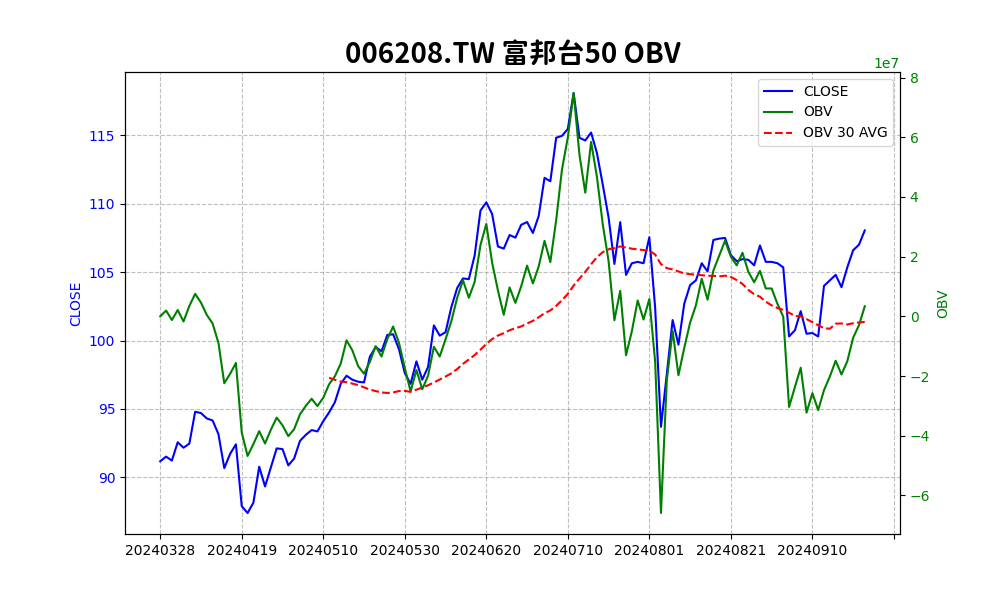 006208.TW 富邦台50 OBV
1e7
CLOSE
OBV
OBV 30 AVG
CLOSE
115
110
105
100
95
90
8
6
4
2
0
−2
−4
−6
OBV
20240328 20240419 20240510 20240530 20240620 20240710 20240801 20240821 20240910